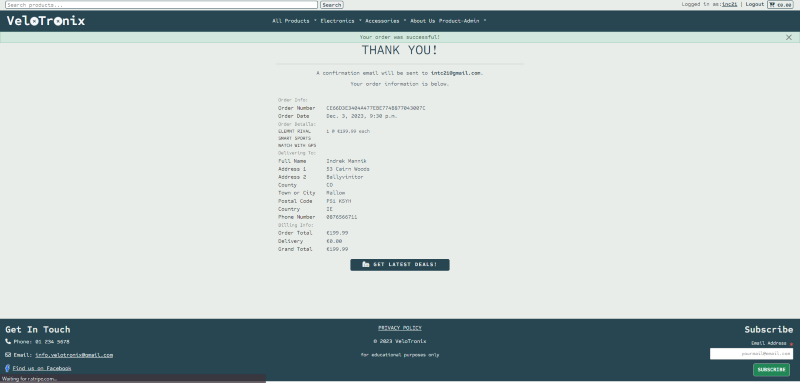 Search products...
Search
Logged in as:inc21 | Logout
€0.00
VeloTronix
All Products
Electronics
Accessories
About Us
Product-Admin
Your order was successful!
THANK YOU!
A confirmation email will be sent to intc21@gmail.com.
Your order information is below.
Order Info:
Order Number
Order Date Dec. 3, 2023, 9:30 p.m.
Order Details:
ELEMNT RIVAL 1 @ €199.99 each
SMART SPORTS
WATCH WITH GPS
Delivering To:
Full Name Indrek Mannik
Address 1 53 Cairn Woods
Address 2 Ballyvinitor
County CO
Town or City Mallow
Postal Code P51 K5YH
Country IE
Phone Number 0876566711
Billing Info:
Order Total €199.99
Delivery €0.00
Grand Total €199.99
GET LATEST DEALS!
Get In Touch
Phone: 01 234 5678
Email: info.velotronix@gmail.com
Find us on Facebook
PRIVACY POLICY
© 2023 VeloTronix
for educational purposes only
Subscribe
Email Address *
youremail@email.com
SUBSCRIBE
Waiting for r.stripe.com...